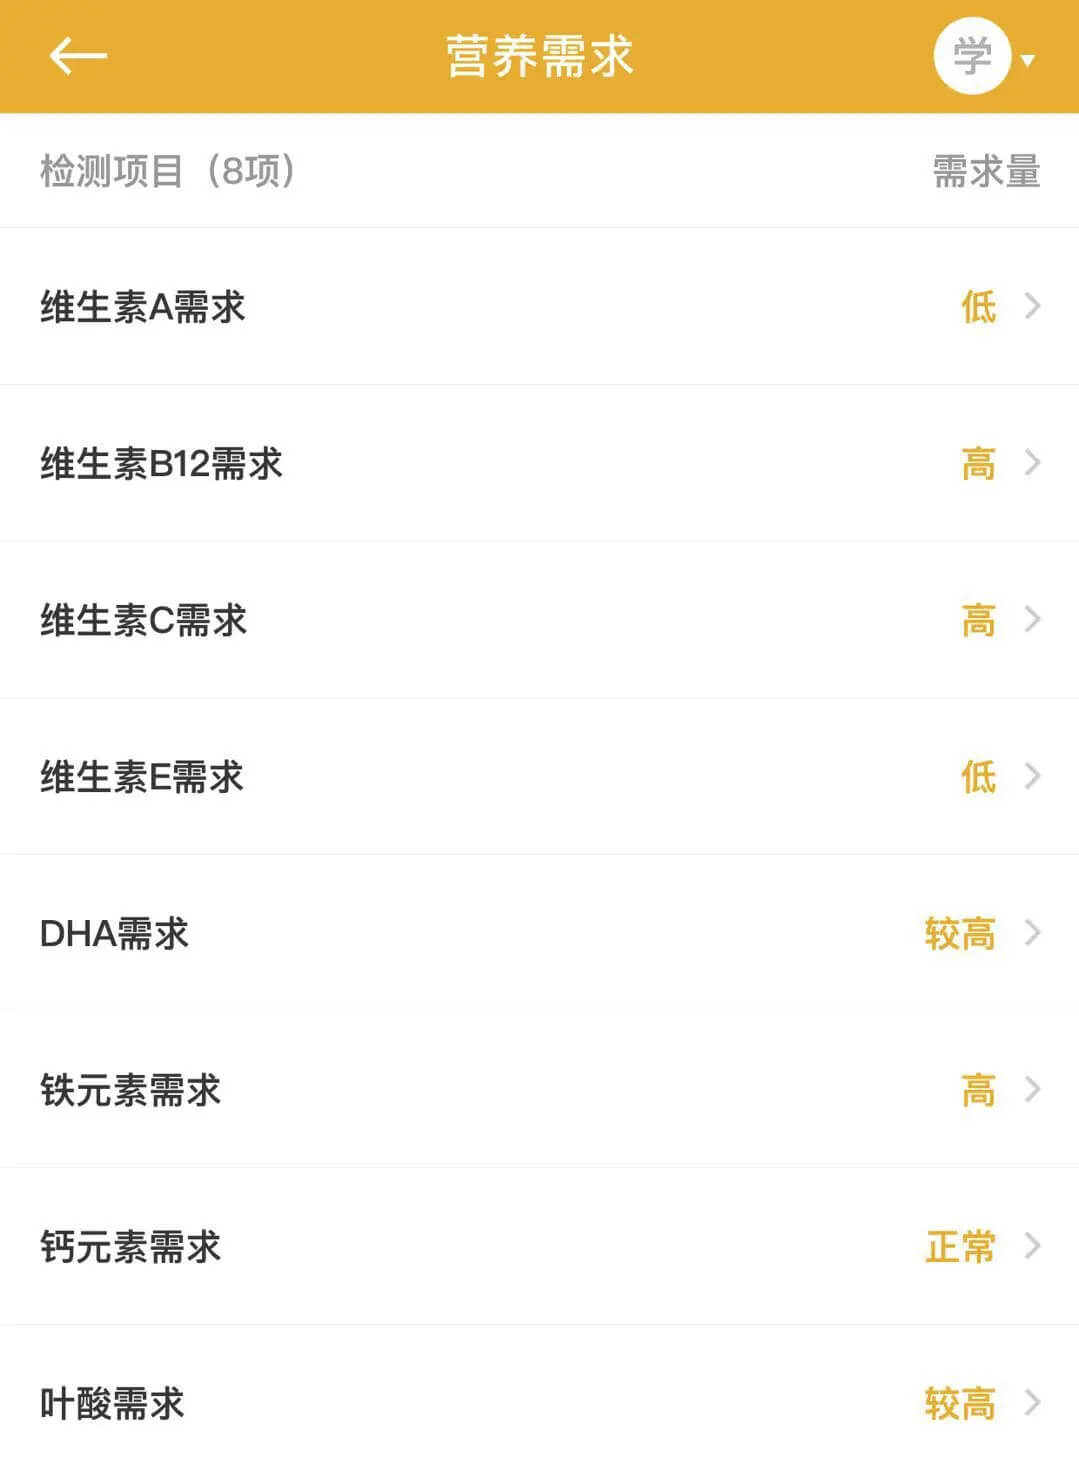 营养需求
学
检测项目（8项） 需求量
维生素A需求 低
维生素B12需求 高
维生素C需求 高
维生素E需求 低
DHA需求 较高
铁元素需求 高
钙元素需求 正常
叶酸需求 较高